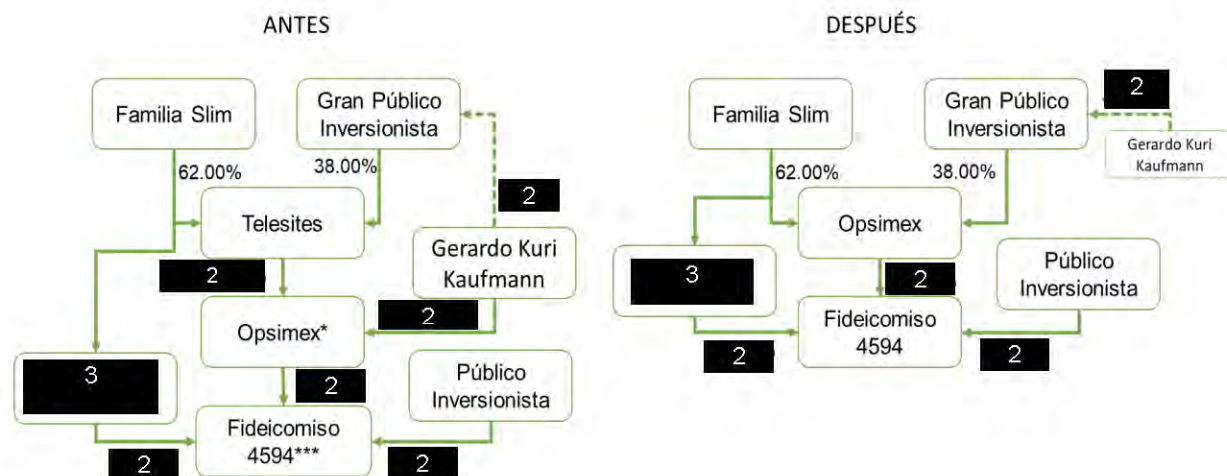 ANTES
Familia Slim
Gran Público
Inversionista
62.00%
38.00%
2
Telesites
Gerardo Kuri
Kaufmann
2
2
Opsimex*
3
2
Público
Inversionista
Fideicomiso
4594***
2
2
DESPUÉS
2
Familia Slim
Gran Público
Inversionista
Gerardo Kuri
Kaufmann
62.00%
38.00%
Opsimex
3
2
Público
Inversionista
Fideicomiso
4594
2
2